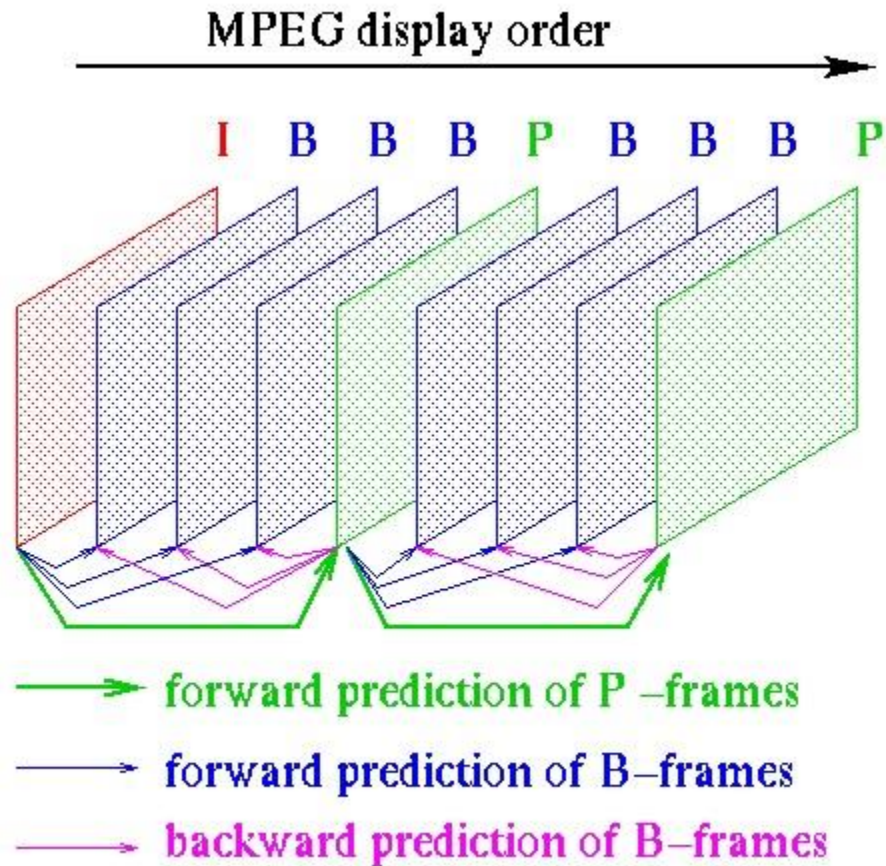 MPEG display order
I B B B P B B B P
forward prediction of P –frames
forward prediction of B–frames
backward prediction of B–frames